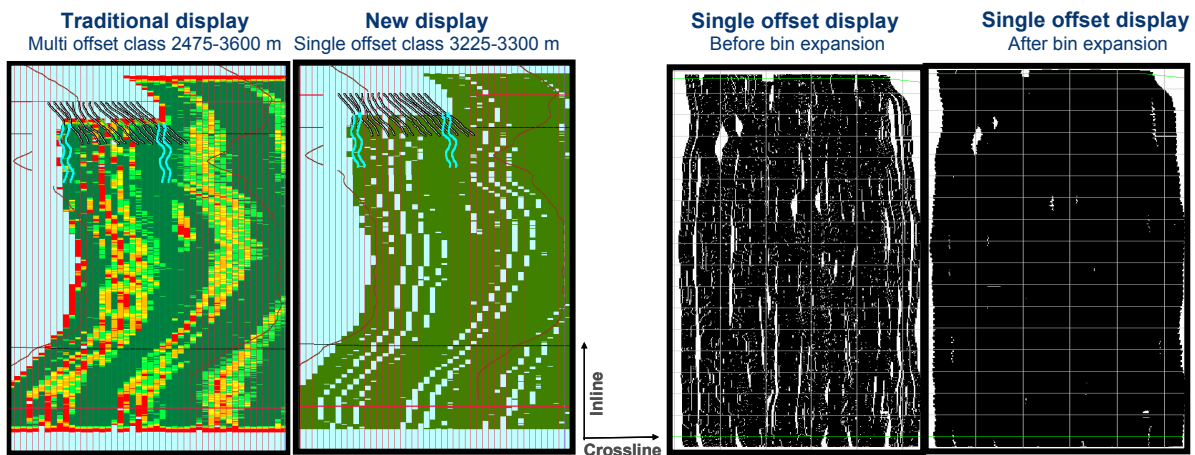 Traditional display
Multi offset class 2475-3600 m
New display
Single offset class 3225-3300 m
Single offset display
Before bin expansion
Single offset display
After bin expansion
Inline
Crossline